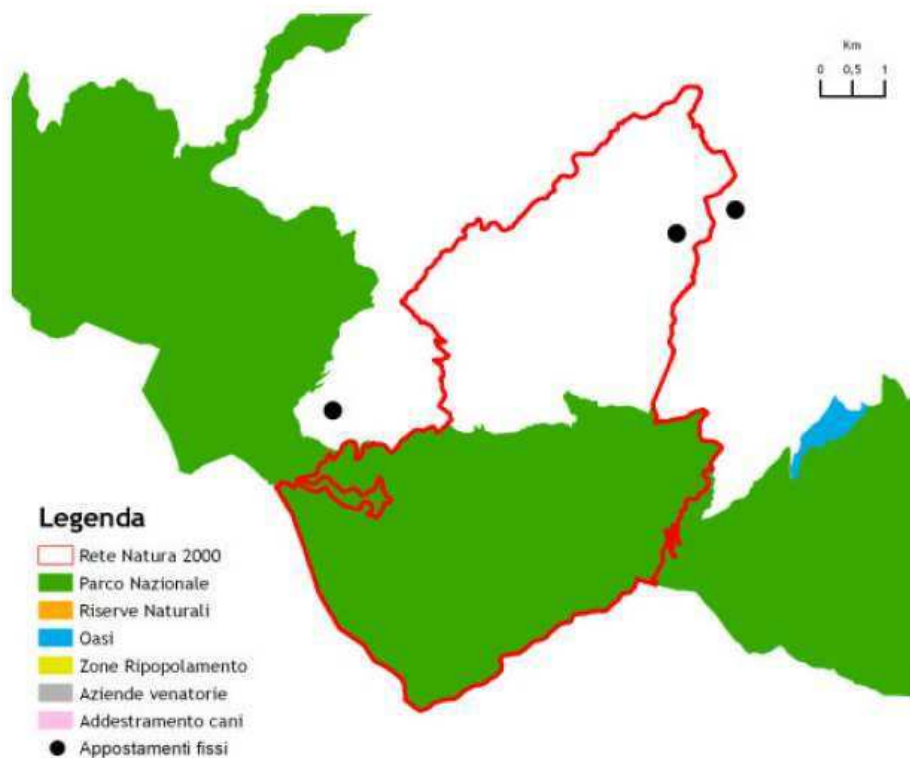 Km
0 0,5 1
Legenda
Rete Natura 2000
Parco Nazionale
Riserve Naturali
Oasi
Zone Ripopolamento
Aziende venatorie
Addestramento cani
Appostamenti fissi